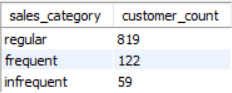 sales_category customer_count
regular 819
frequent 122
infrequent 59